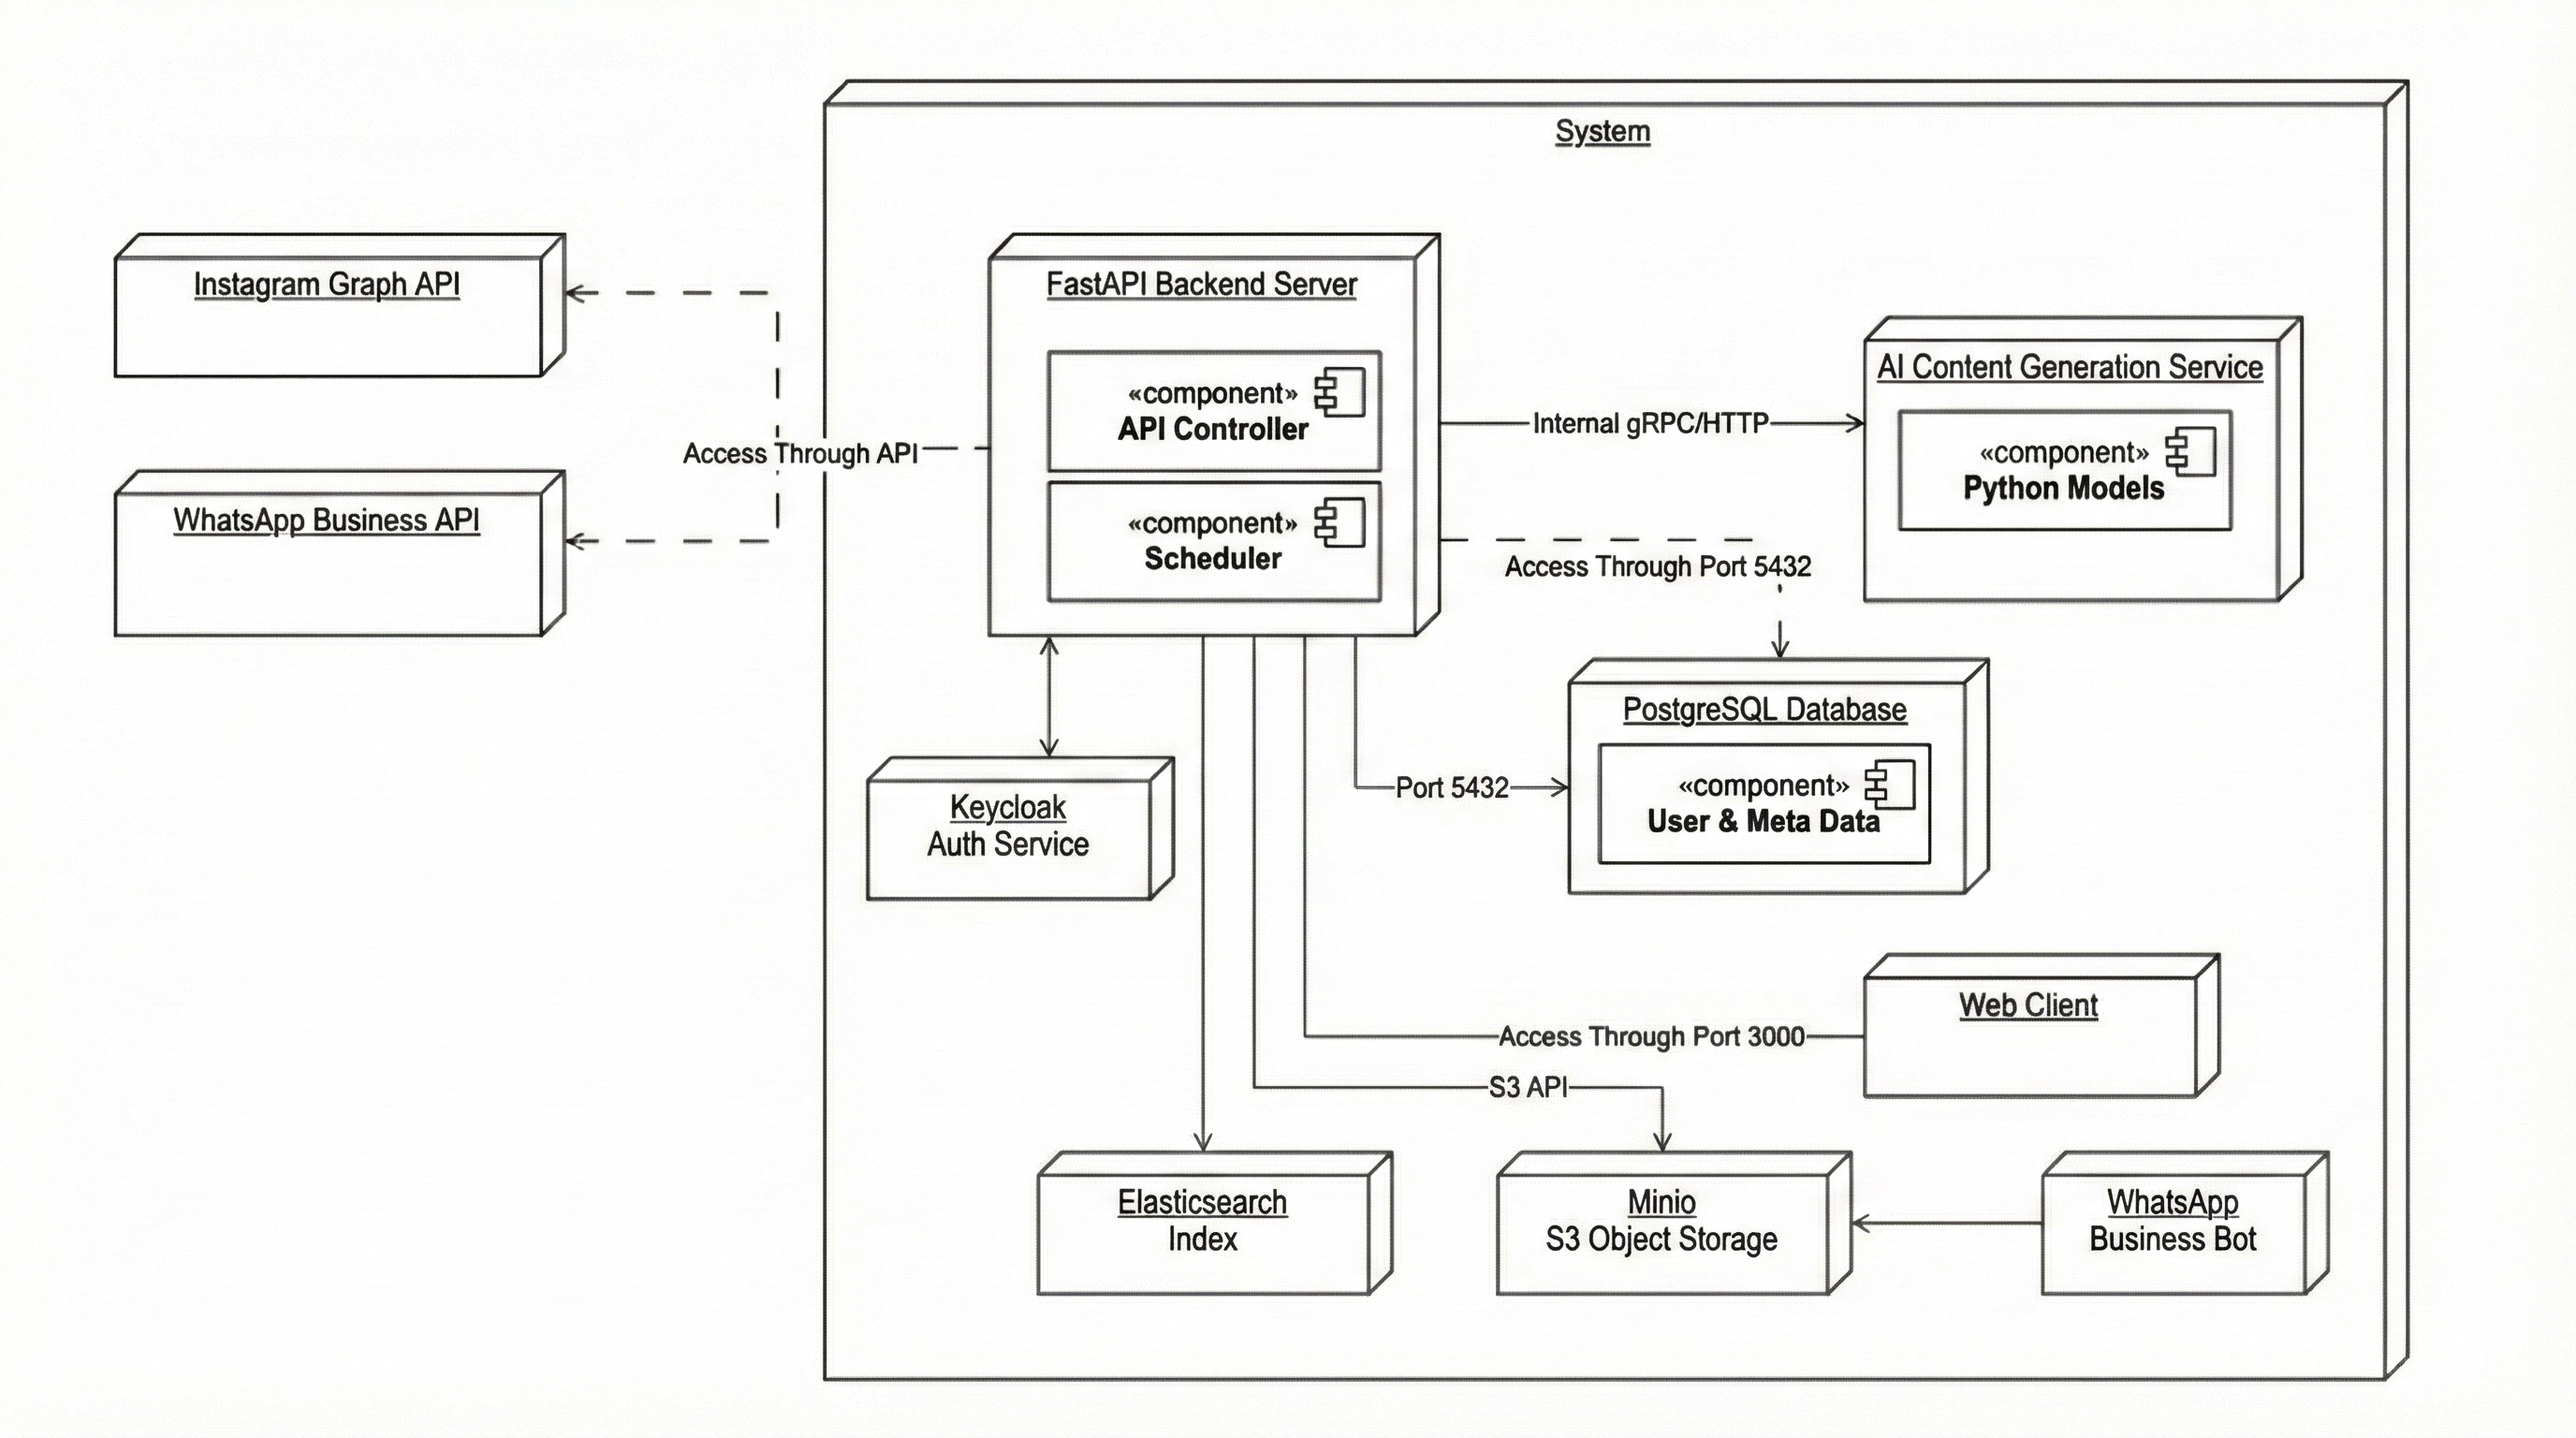 System
Instagram Graph API
FastAPI Backend Server
«component»
API Controller
AI Content Generation Service
Internal gRPC/HTTP
«component»
Python Models
Access Through API
WhatsApp Business API
«component»
Scheduler
Access Through Port 5432
PostgreSQL Database
«component»
User & Meta Data
Port 5432
Keycloak
Auth Service
Web Client
Access Through Port 3000
S3 API
Elasticsearch
Index
Minio
S3 Object Storage
WhatsApp
Business Bot